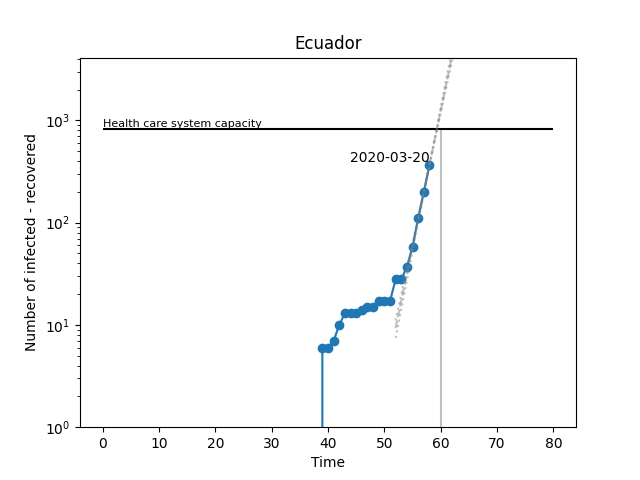 Ecuador
Number of infected - recovered
10³
10²
10¹
10⁰
Health care system capacity
2020-03-20
0 10 20 30 40 50 60 70 80
Time